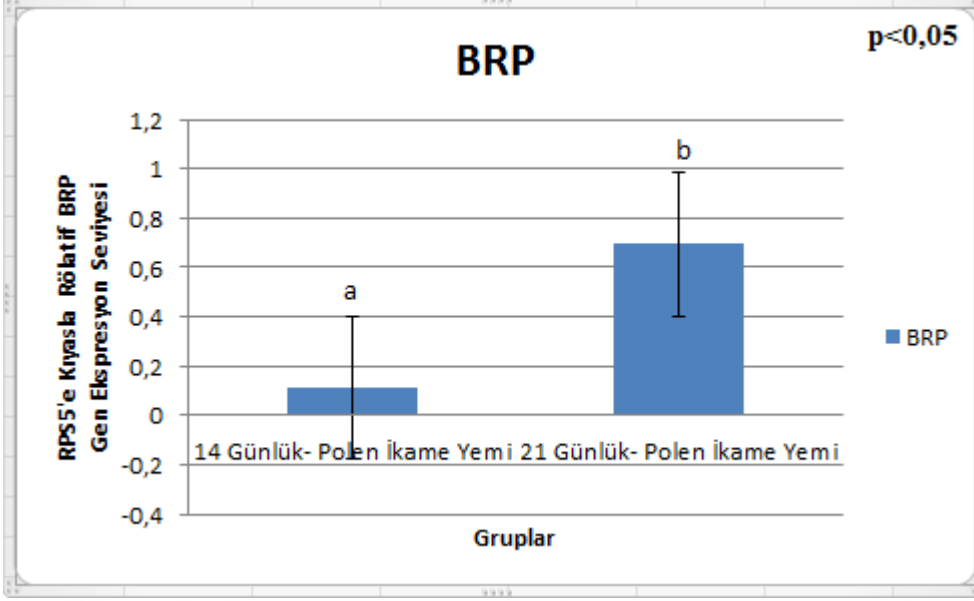 BRP
p<0,05
RPS5'e Kıyasla Rölatif BRP
Gen Ekspresyon Seviyesi
1,2
1
0,8
0,6
0,4
0,2
0
-0,2
-0,4
a
b
14 Günlük- Polen İkame Yemi
21 Günlük- Polen İkame Yemi
Gruplar
BRP